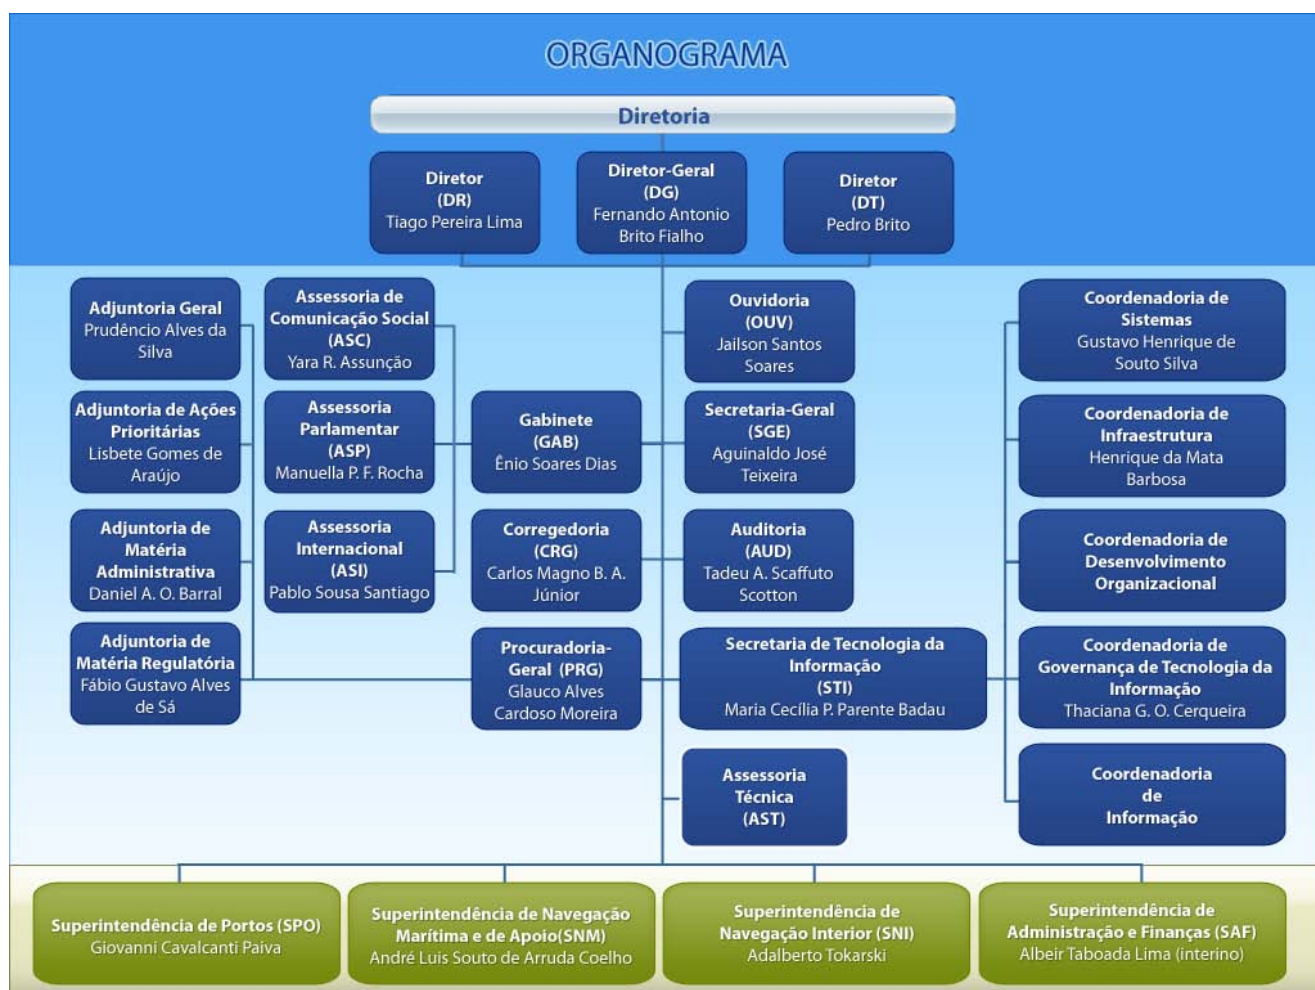 ORGANOGRAMA
Diretoria
Diretor
(DR)
Tiago Pereira Lima
Diretor-Geral
(DG)
Fernando Antonio
Brito Fialho
Diretor
(DT)
Pedro Brito
Adjuntoria Geral
Prudêncio Alves da
Silva
Assessoria de
Comunicação Social
(ASC)
Yara R. Assunção
Ouvidoria
(OUV)
Jailson Santos
Soares
Coordenadoria de
Sistemas
Gustavo Henrique de
Souto Silva
Adjuntoria de Ações
Prioritárias
Lisbete Gomes de
Araújo
Assessoria
Parlamentar
(ASP)
Manuella P. F. Rocha
Gabinete
(GAB)
Ênio Soares Dias
Secretaria-Geral
(SGE)
Aguinaldo José
Teixeira
Coordenadoria de
Infraestrutura
Henrique da Mata
Barbosa
Adjuntoria de
Matéria
Administrativa
Daniel A. O. Barral
Assessoria
Internacional
(ASI)
Pablo Sousa Santiago
Corregedoria
(CRG)
Carlos Magno B. A.
Júnior
Auditoria
(AUD)
Tadeu A. Scaffuto
Scotton
Coordenadoria de
Desenvolvimento
Organizacional
Adjuntoria de
Matéria Regulatória
Fábio Gustavo Alves
de Sá
Procuradoria-
Geral (PRG)
Glauco Alves
Cardoso Moreira
Secretaria de Tecnologia da
Informação
(STI)
Maria Cecília P. Parente Badau
Coordenadoria de
Governança de Tecnologia da
Informação
Thaciana G. O. Cerqueira
Assessoria
Técnica
(AST)
Coordenadoria
de
Informação
Superintendência de Portos (SPO)
Giovanni Cavalcanti Paiva
Superintendência de Navegação
Marítima e de Apoio(SNM)
André Luis Souto de Arruda Coelho
Superintendência de
Navegação Interior (SNI)
Adalberto Tokarski
Superintendência de
Administração e Finanças (SAF)
Albeir Taboada Lima (interino)